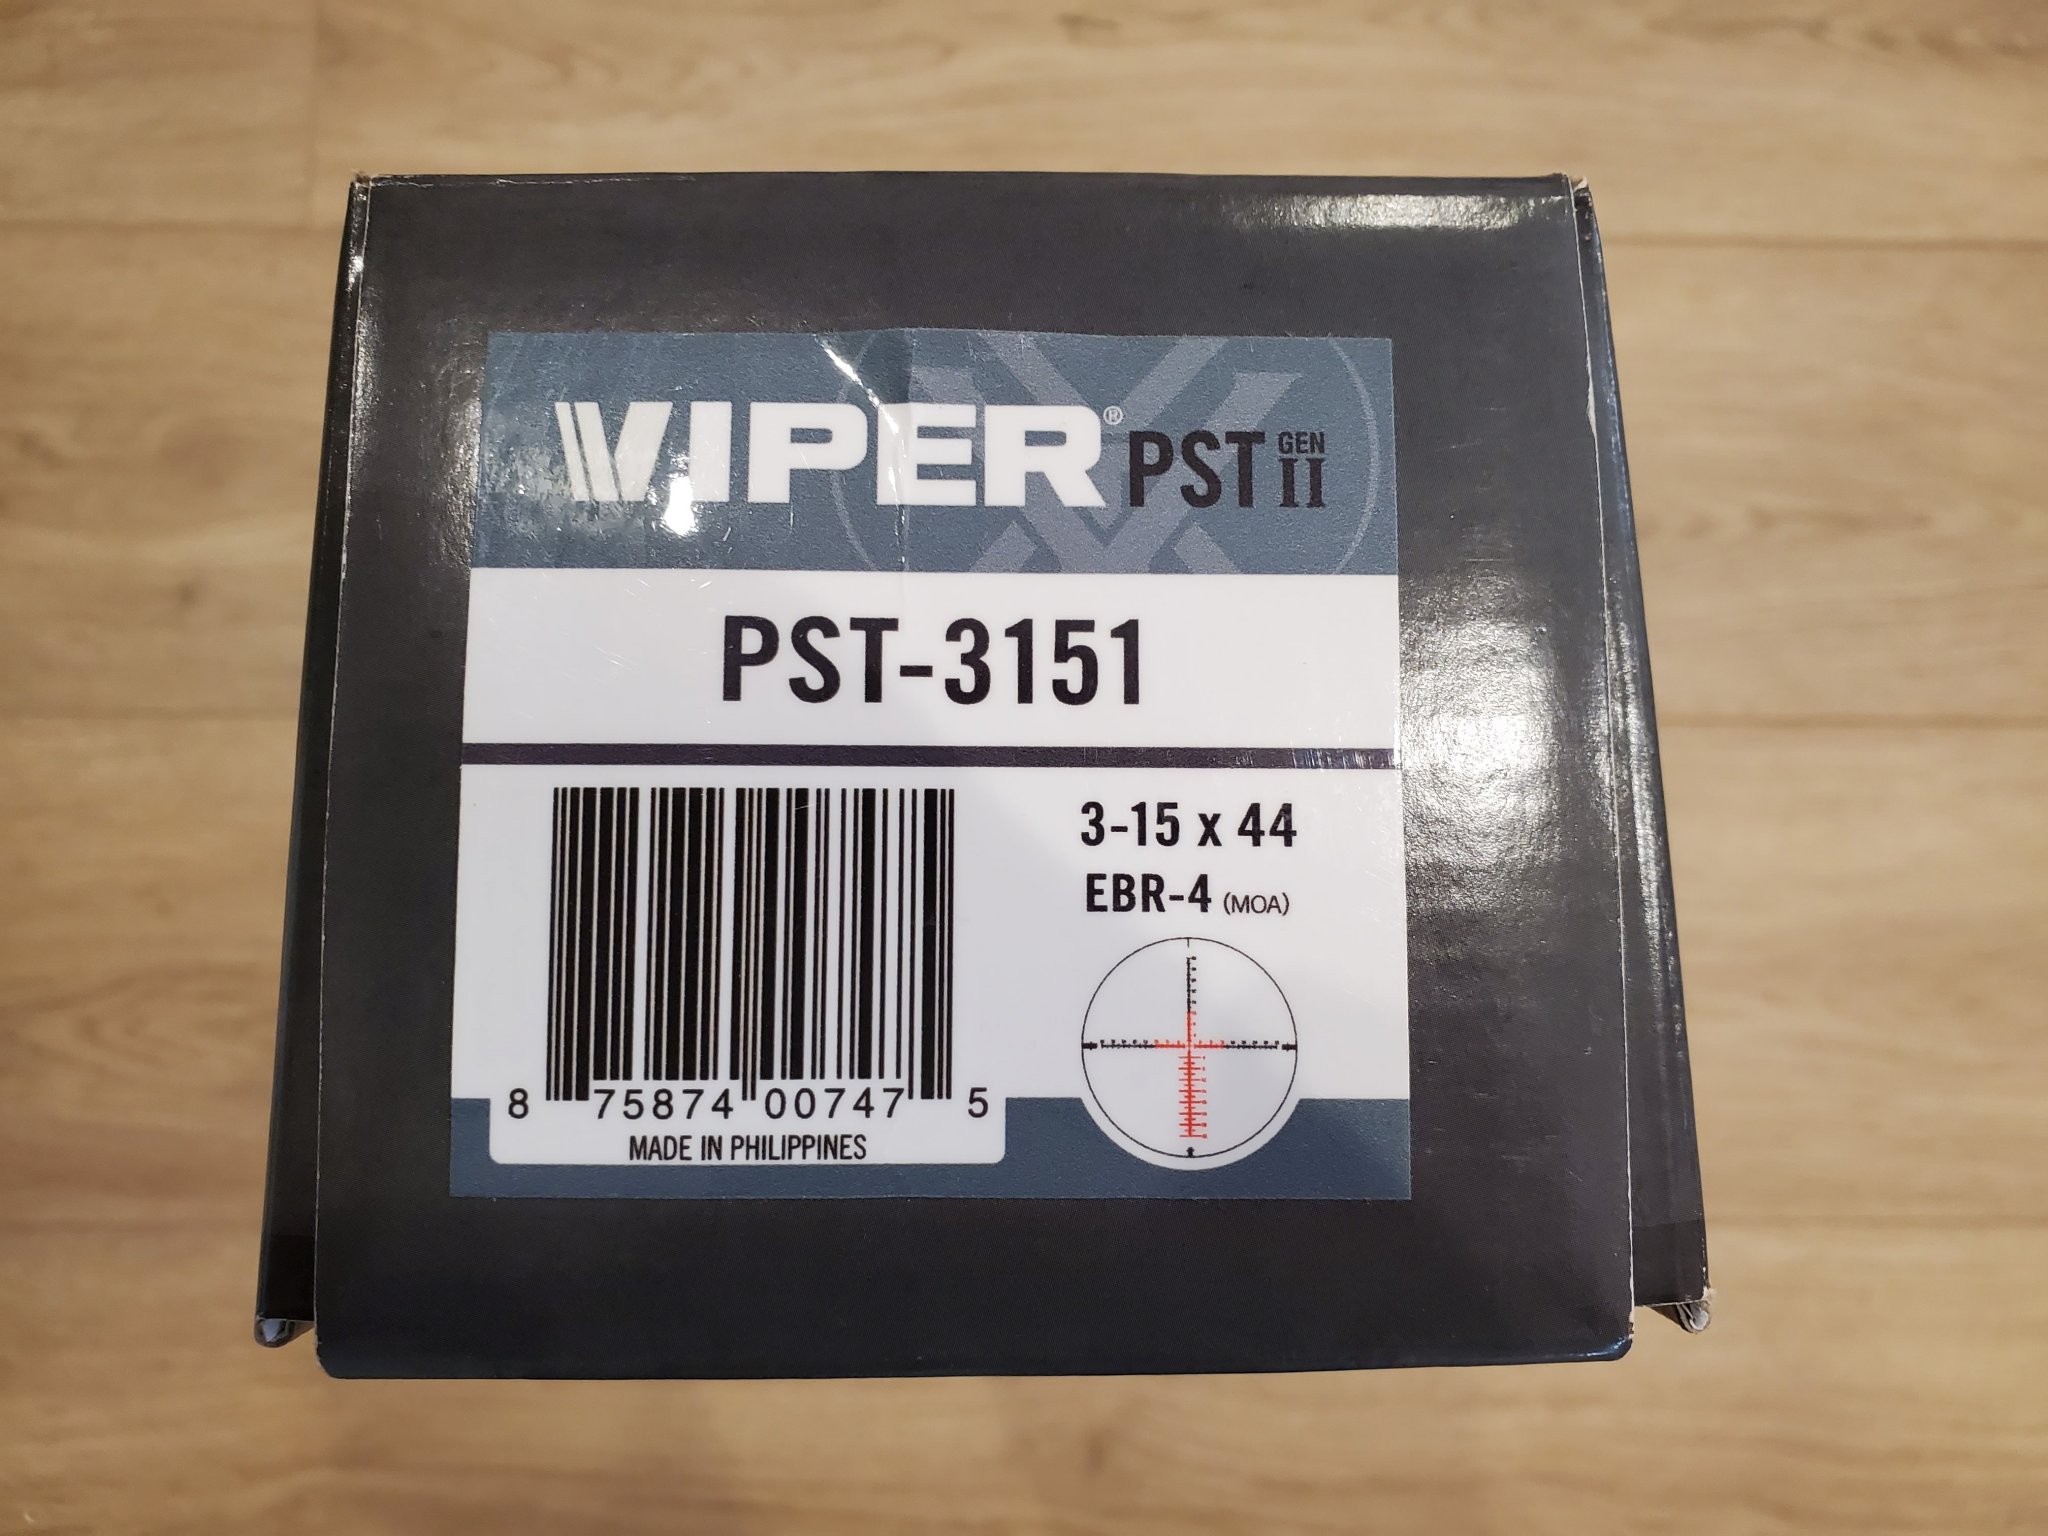 VIPER® PST GEN II
PST-3151
3-15 x 44
EBR-4 (MOA)
8 75874 00747 5
MADE IN PHILIPPINES